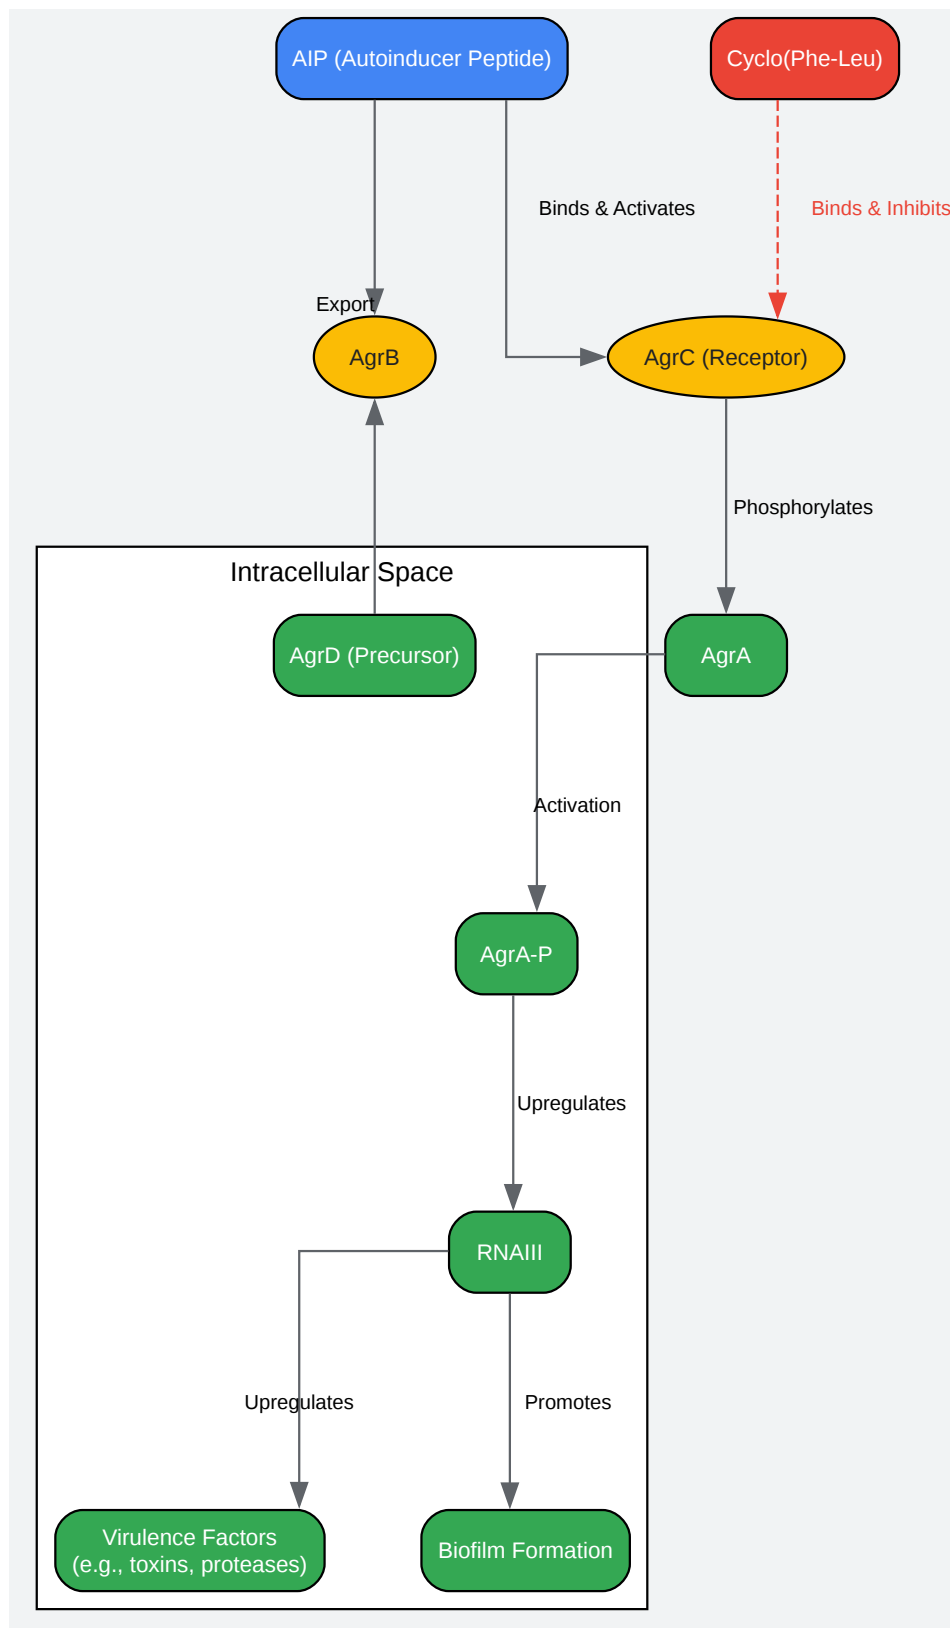 AIP (Autoinducer Peptide)
Cyclo(Phe-Leu)
Binds & Activates
Binds & Inhibits
Export
AgrB
AgrC (Receptor)
Phosphorylates
Intracellular Space
AgrD (Precursor)
AgrA
Activation
AgrA-P
Upregulates
RNAIII
Upregulates
Promotes
Virulence Factors
(e.g., toxins, proteases)
Biofilm Formation